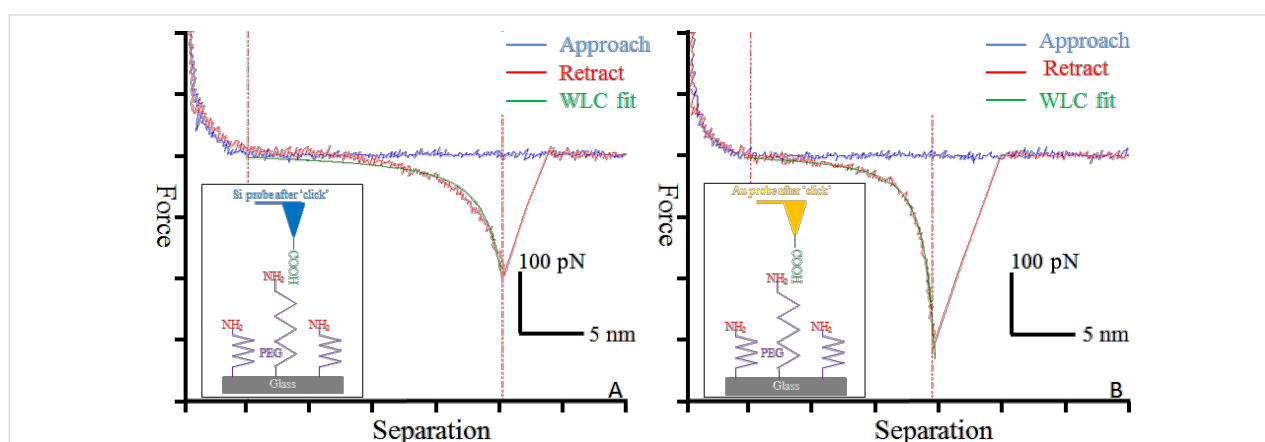 Approach
Retract
WLC fit
Force
Si probe after 'click'
COOH
NH₂
NH₂
NH₂
PEG
Glass
100 pN
5 nm
A
Separation
Approach
Retract
WLC fit
Force
Au probe after 'click'
COOH
NH₂
NH₂
NH₂
PEG
Glass
100 pN
5 nm
B
Separation